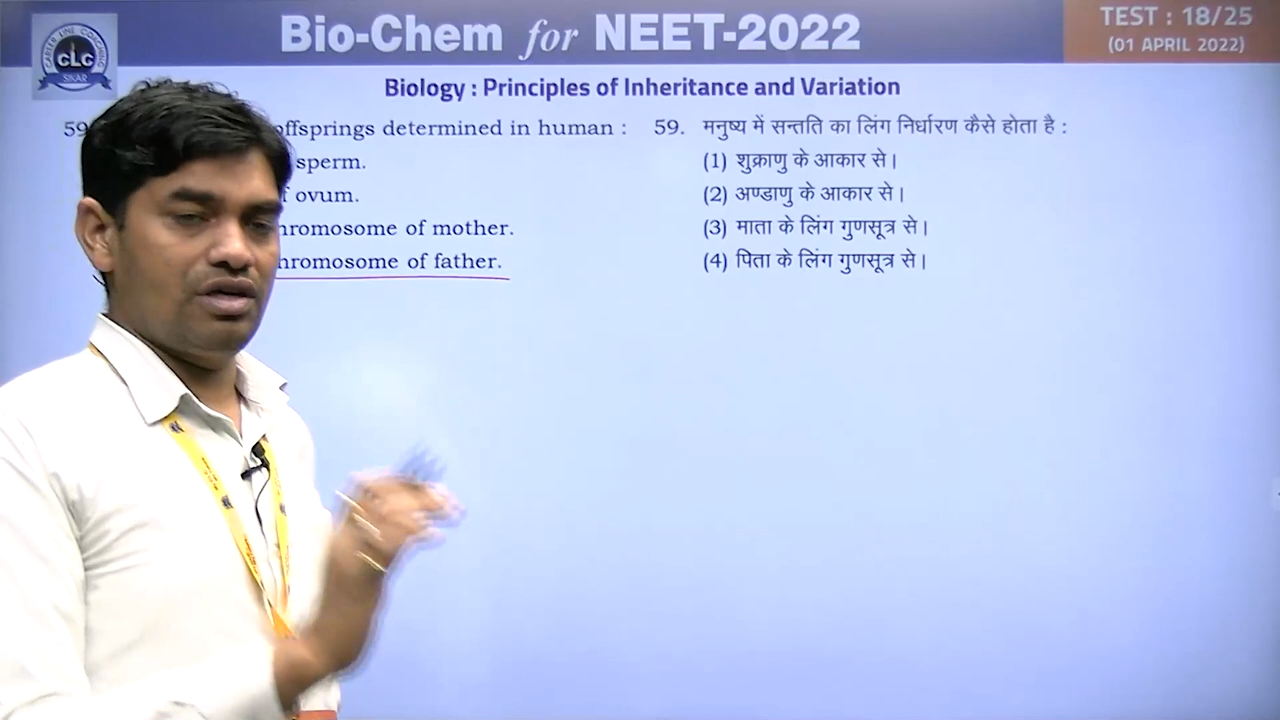 Bio-Chem for NEET-2022
TEST : 18/25
(01 APRIL 2022)
CLC
SIKAR
Biology : Principles of Inheritance and Variation
59
offsprings determined in human :
sperm.
ovum.
hromosome of mother.
hromosome of father.
59. मनुष्य में सन्तति का लिंग निर्धारण कैसे होता है :
(1) शुक्राणु के आकार से।
(2) अण्डाणु के आकार से।
(3) माता के लिंग गुणसूत्र से।
(4) पिता के लिंग गुणसूत्र से।